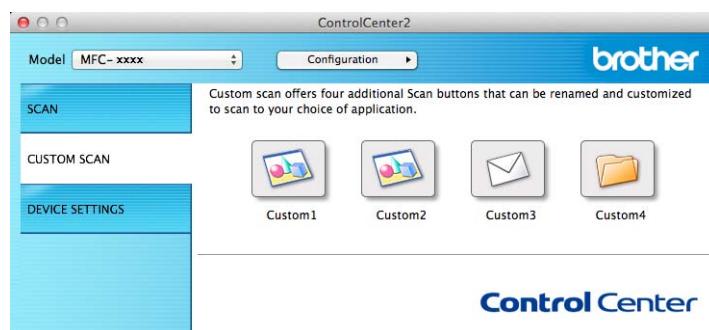 ControlCenter2
Model MFC- xxxx Configuration brother
SCAN
CUSTOM SCAN
DEVICE SETTINGS
Custom scan offers four additional Scan buttons that can be renamed and customized
to scan to your choice of application.
Custom1 Custom2 Custom3 Custom4
Control Center